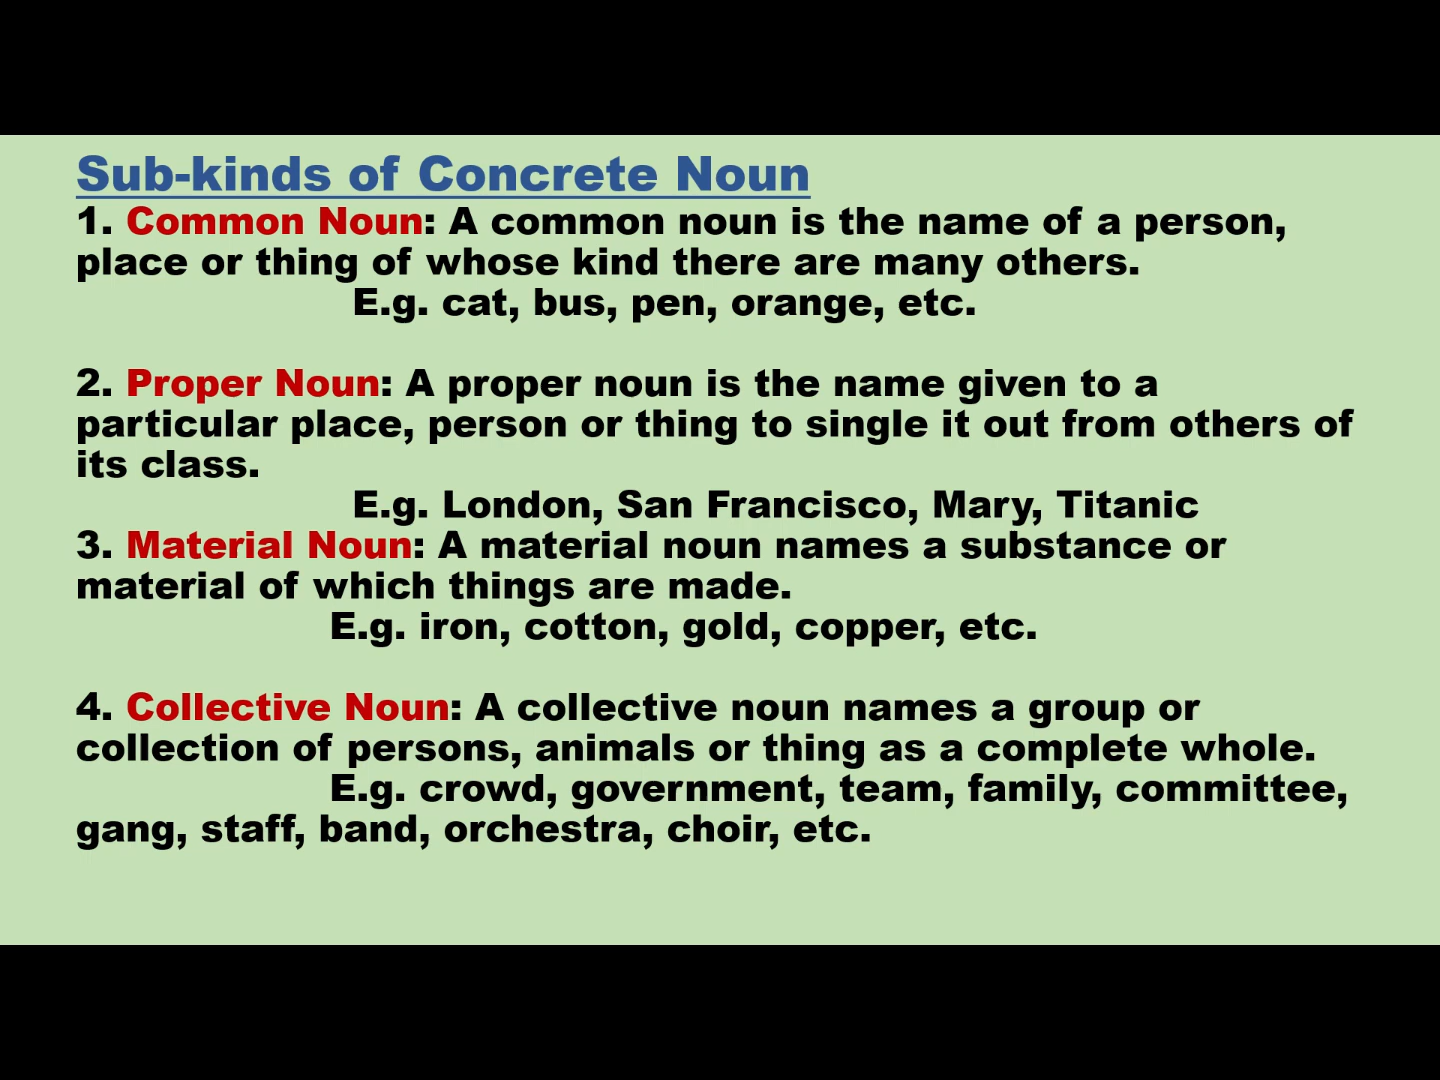 Sub-kinds of Concrete Noun
1. Common Noun: A common noun is the name of a person,
place or thing of whose kind there are many others.
E.g. cat, bus, pen, orange, etc.
2. Proper Noun: A proper noun is the name given to a
particular place, person or thing to single it out from others of
its class.
E.g. London, San Francisco, Mary, Titanic
3. Material Noun: A material noun names a substance or
material of which things are made.
E.g. iron, cotton, gold, copper, etc.
4. Collective Noun: A collective noun names a group or
collection of persons, animals or thing as a complete whole.
E.g. crowd, government, team, family, committee,
gang, staff, band, orchestra, choir, etc.